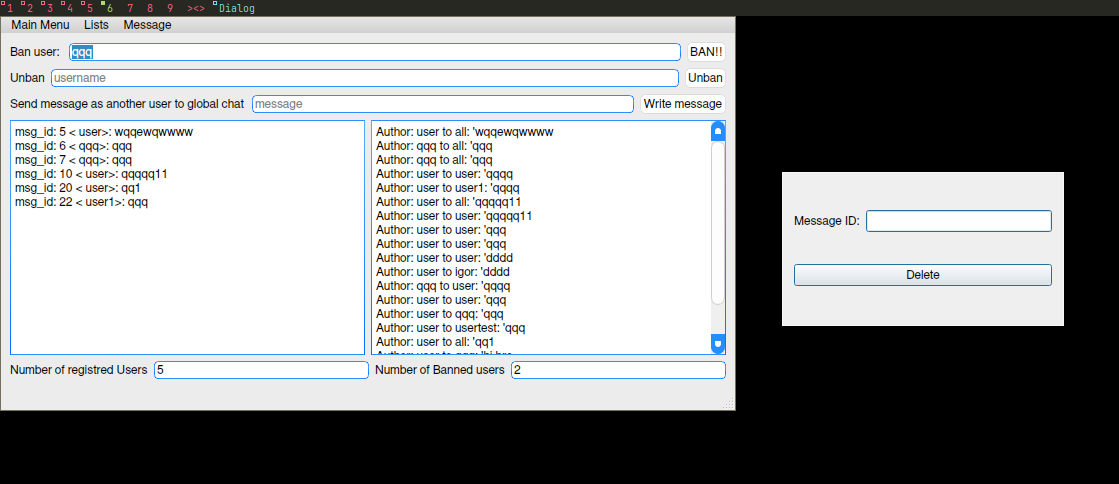 1 2 3 4 5 6 7 8 9 ><> Dialog
Main Menu Lists Message
Ban user: qqq BAN!!
Unban username Unban
Send message as another user to global chat message Write message
msg_id: 5 < user>: wqqewqwwww
msg_id: 6 < qqq>: qqq
msg_id: 7 < qqq>: qqq
msg_id: 10 < user>: qqqqq11
msg_id: 20 < user>: qq1
msg_id: 22 < user1>: qqq
Author: user to all: 'wqqewqwwww
Author: qqq to all: 'qqq
Author: qqq to all: 'qqq
Author: user to user: 'qqqq
Author: user to user1: 'qqqq
Author: user to all: 'qqqqq11
Author: user to user: 'qqqqq11
Author: user to user: 'qqq
Author: user to user: 'qqq
Author: user to user: 'dddd
Author: user to igor: 'dddd
Author: qqq to user: 'qqqq
Author: user to user: 'qqq
Author: user to qqq: 'qqq
Author: user to usertest: 'qqq
Author: user to all: 'qq1
Number of registred Users 5 Number of Banned users 2
Message ID:
Delete